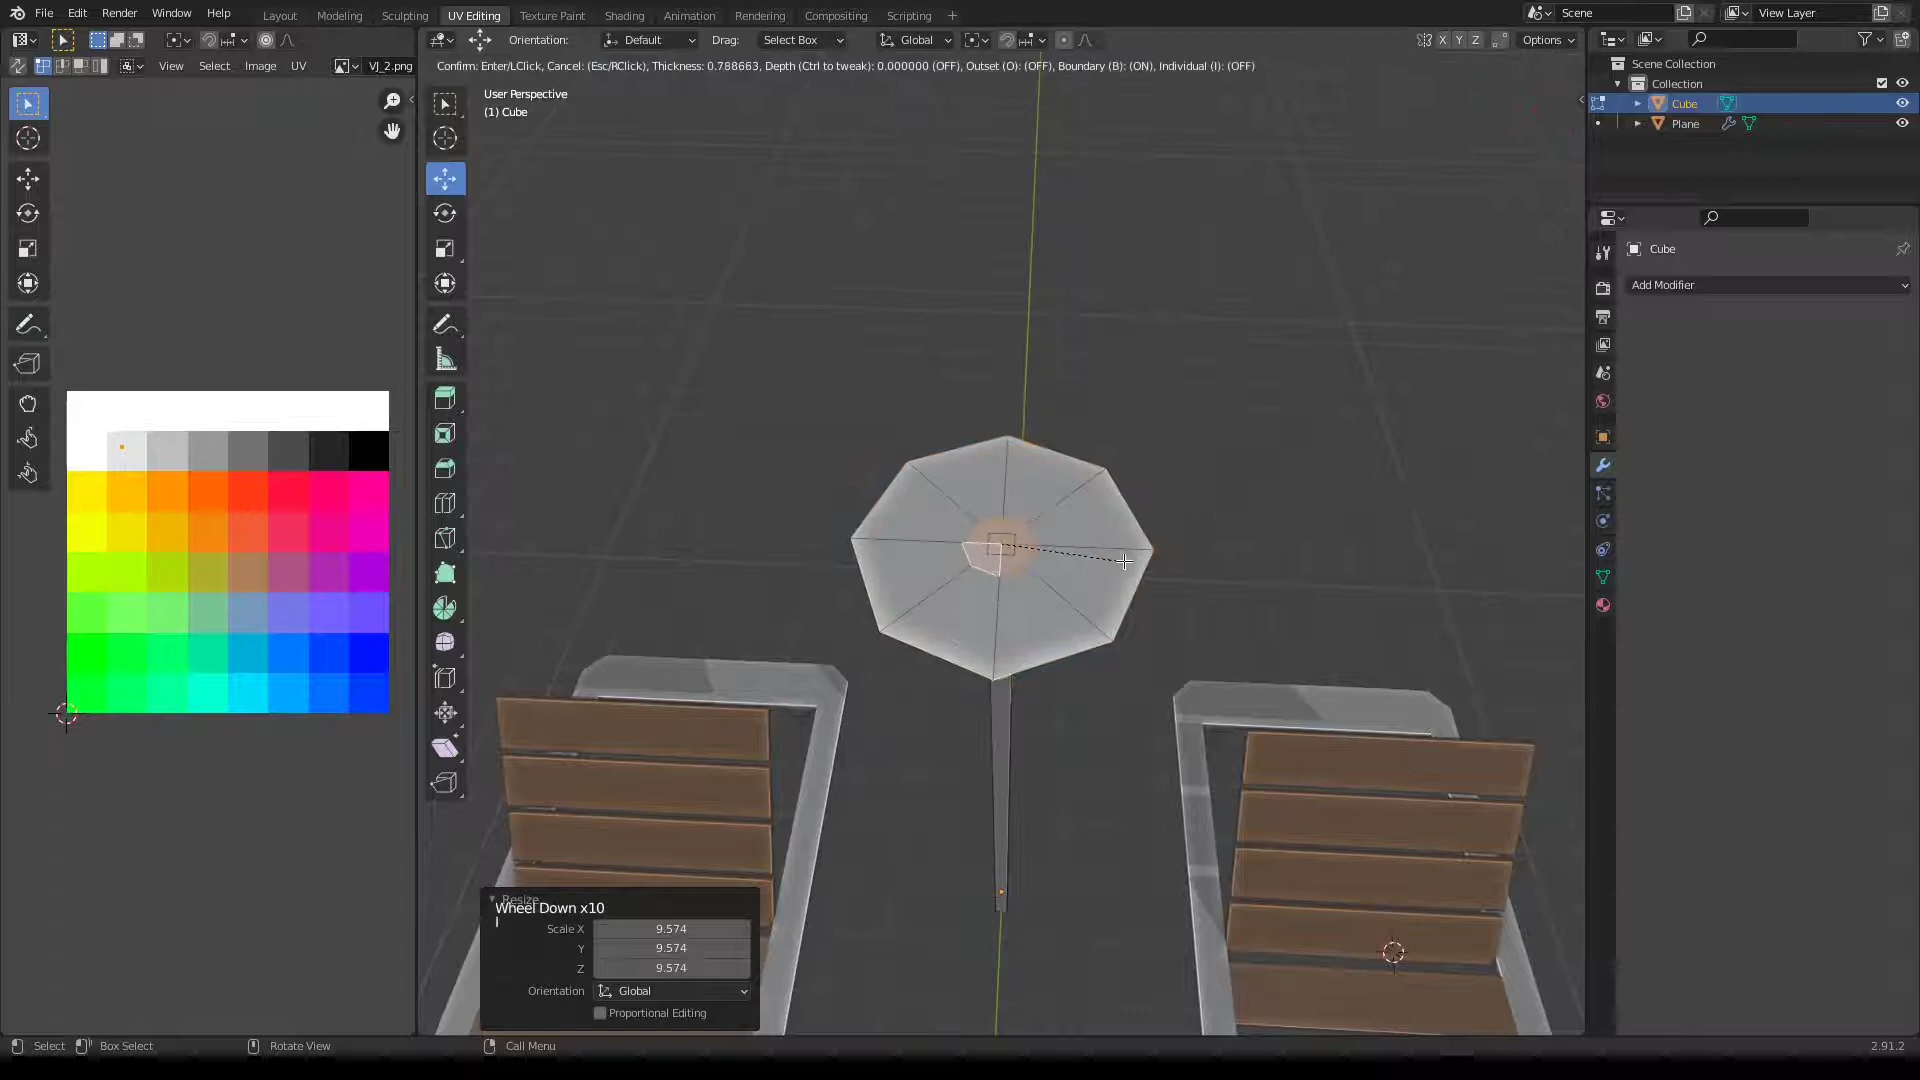 File Edit Render Window Help Layout Modeling Sculpting UV Editing Texture Paint Shading Animation Rendering Compositing Scripting + Scene View Layer
Orientation: Default Drag: Select Box Global X Y Z Options
View Select Image UV VJ_2.png
Confirm: Enter/LClick, Cancel: (Esc/RClick), Thickness: 0.788663, Depth (Ctrl to tweak): 0.000000 (OFF), Outset (O): (OFF), Boundary (B): (ON), Individual (I): (OFF)
User Perspective
(1) Cube
Scene Collection
Collection
Cube
Plane
Cube
Add Modifier
Resize
Wheel Down x10
I
Scale X 9.574
Y 9.574
Z 9.574
Orientation Global
Proportional Editing
Select Box Select Rotate View Call Menu 2.91.2